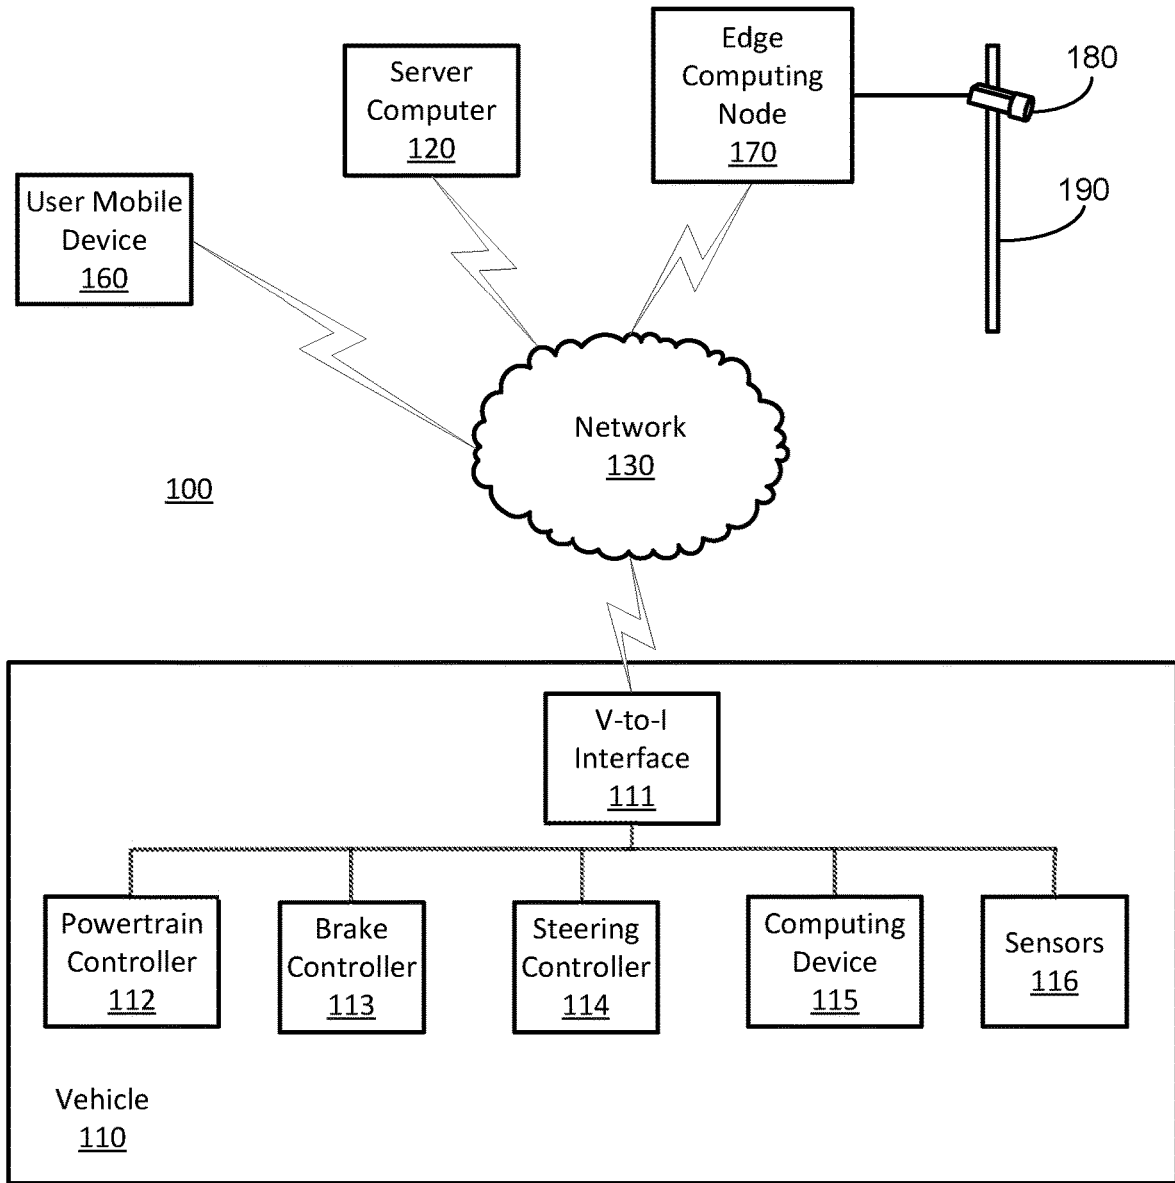 Edge
Computing
Node
170
180
Server
Computer
120
190
User Mobile
Device
160
Network
130
100
V-to-I
Interface
111
Powertrain
Controller
112
Brake
Controller
113
Steering
Controller
114
Computing
Device
115
Sensors
116
Vehicle
110